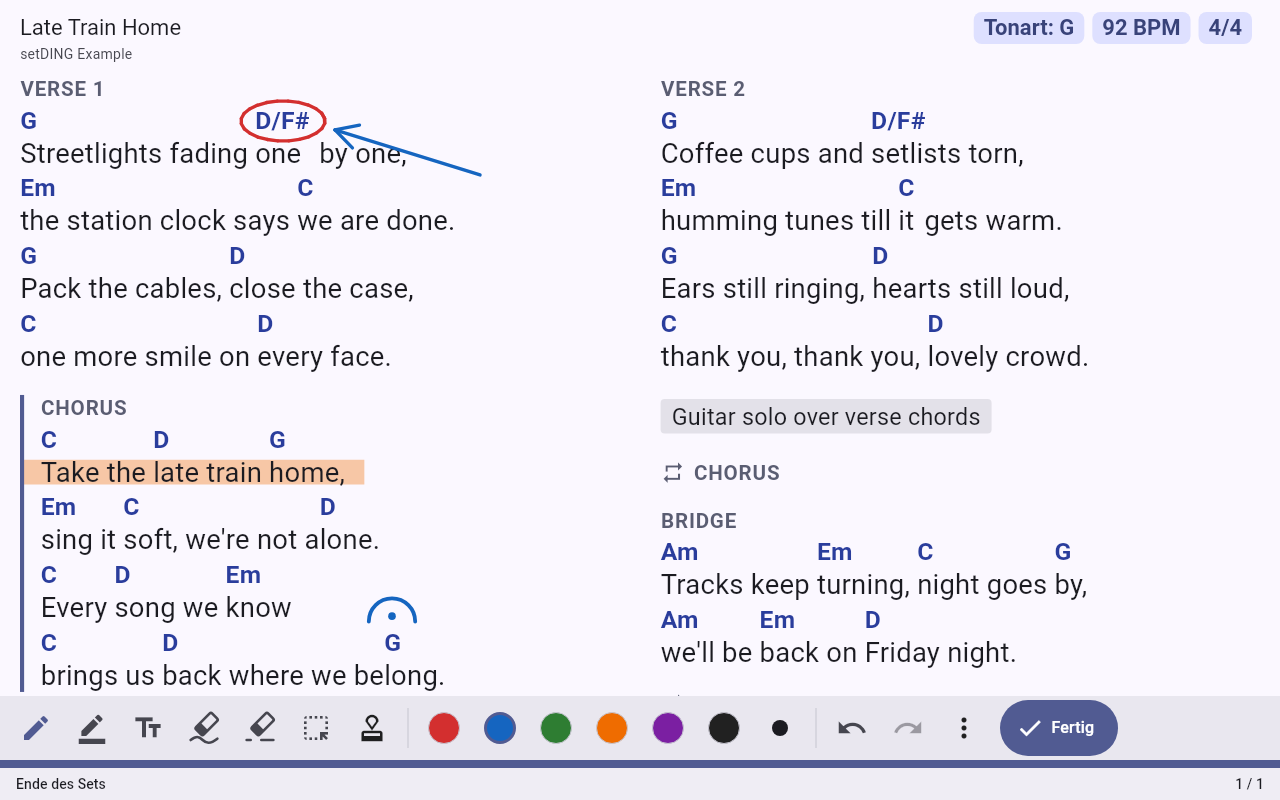 Late Train Home
setDING Example
Tonart: G 92 BPM 4/4
VERSE 1
G D/F#
Streetlights fading one by one,
Em C
the station clock says we are done.
G D
Pack the cables, close the case,
C D
one more smile on every face.
CHORUS
C D G
Take the late train home,
Em C D
sing it soft, we're not alone.
C D Em
Every song we know
C D G
brings us back where we belong.
VERSE 2
G D/F#
Coffee cups and setlists torn,
Em C
humming tunes till it gets warm.
G D
Ears still ringing, hearts still loud,
C D
thank you, thank you, lovely crowd.
Guitar solo over verse chords
CHORUS
BRIDGE
Am Em C G
Tracks keep turning, night goes by,
Am Em D
we'll be back on Friday night.
Tт
Fertig
Ende des Sets
1 / 1